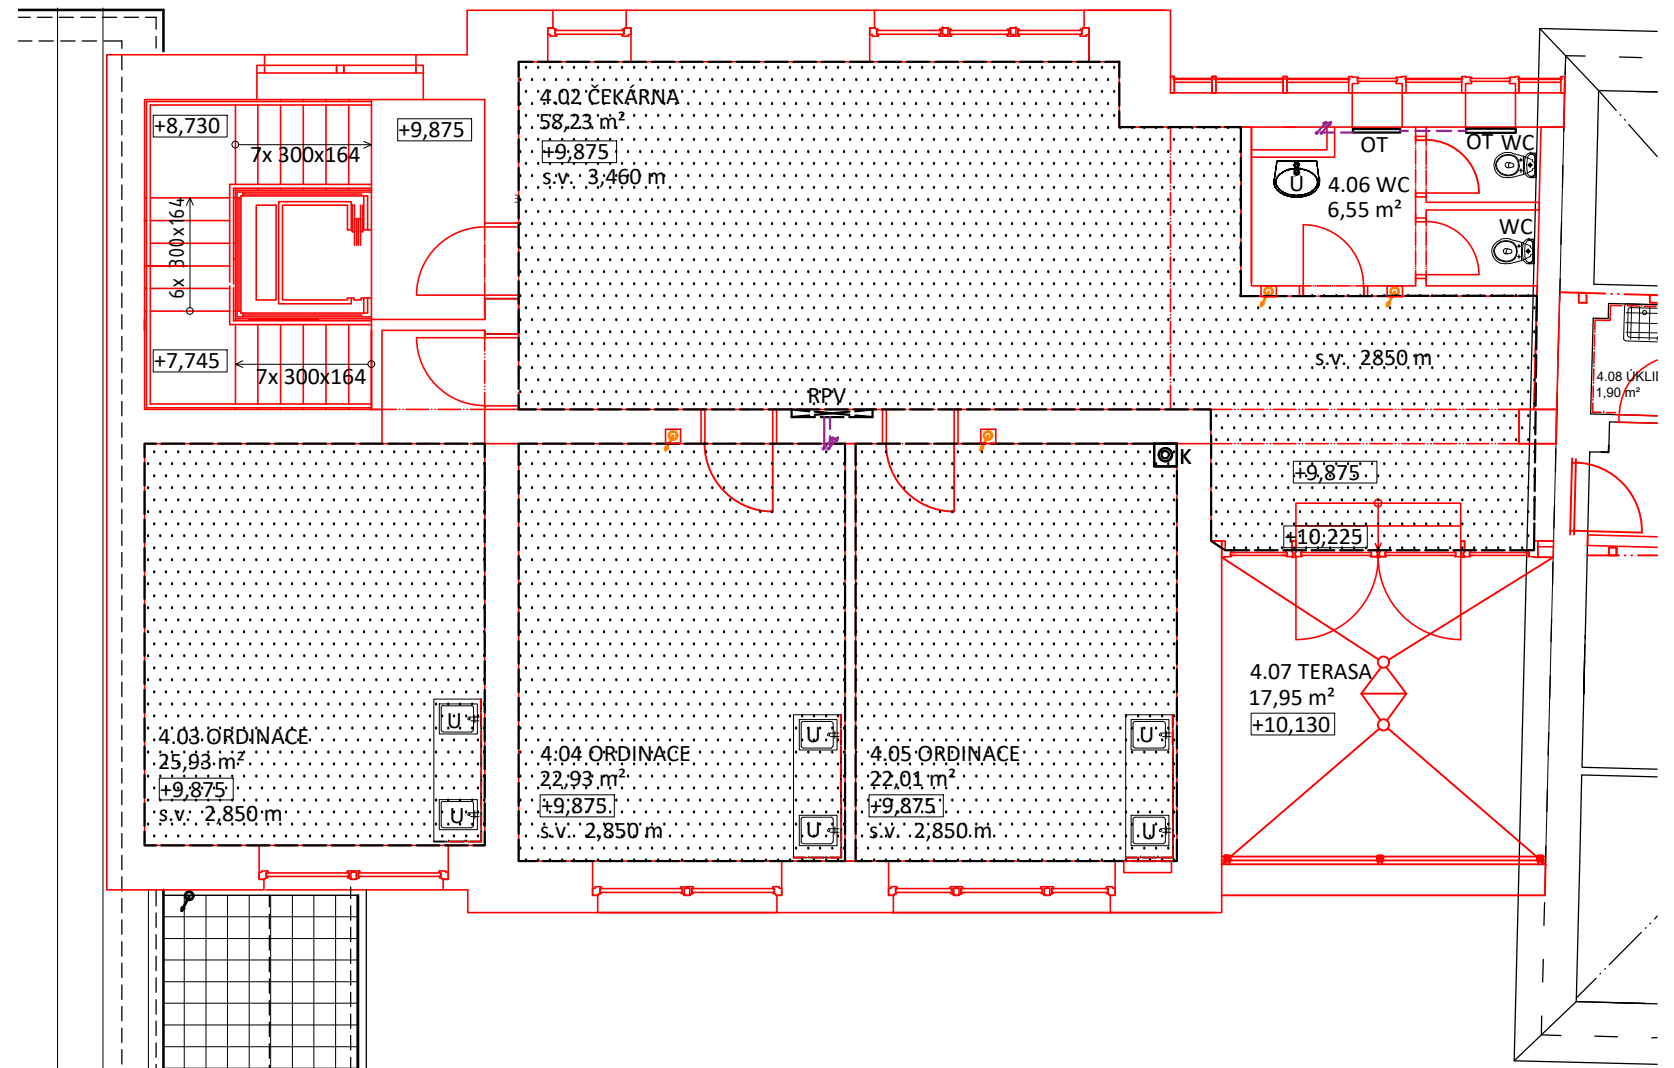 +8,730
7x 300x164
+9,875
6x 300x164
+7,745
7x 300x164
4.02 ČEKÁRNA
58,23 m²
+9,875
s.v. 3,460 m
OT
OT
WC
U
4.06 WC
6,55 m²
WC
s.v. 2850 m
4.08 ÚKLI
1,90 m²
RPV
K
+9,875
+10,225
4.03 ORDINACE
25,93 m²
+9,875
s.v. 2,850 m
U
U
4.04 ORDINACE
22,93 m²
+9,875
s.v. 2,850 m
U
U
4.05 ORDINACE
22,01 m²
+9,875
s.v. 2,850 m
U
U
4.07 TERASA
17,95 m²
+10,130